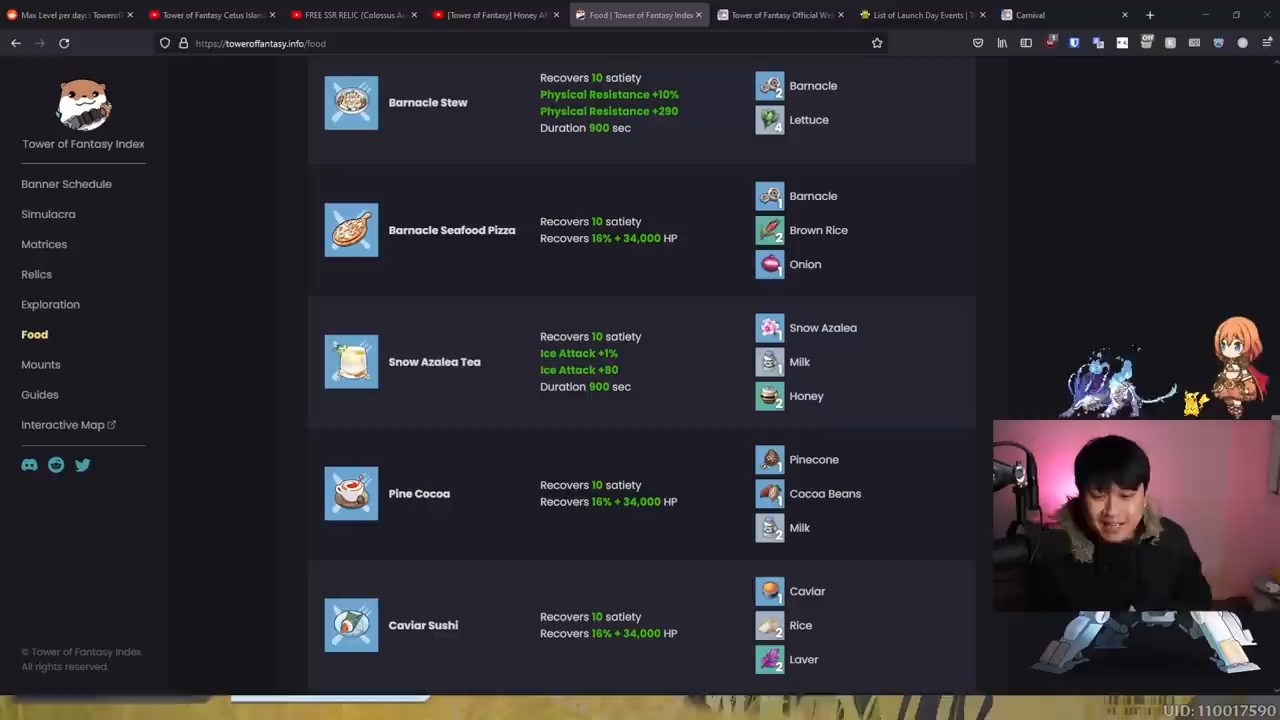 Max Level per day: Toweroff
Tower of Fantasy Cetus Island
FREE SSR RELIC (Colossus A
[Tower of Fantasy] Honey A
Food | Tower of Fantasy Index
Tower of Fantasy Official We
List of Launch Day Events | T
Carnival
https://toweroffantasy.info/food
Tower of Fantasy Index
Banner Schedule
Simulacra
Matrices
Relics
Exploration
Food
Mounts
Guides
Interactive Map
© Tower of Fantasy Index.
All rights reserved.
Barnacle Stew
Recovers 10 satiety
Physical Resistance +10%
Physical Resistance +290
Duration 900 sec
2 Barnacle
4 Lettuce
Barnacle Seafood Pizza
Recovers 10 satiety
Recovers 16% + 34,000 HP
1 Barnacle
2 Brown Rice
1 Onion
Snow Azalea Tea
Recovers 10 satiety
Ice Attack +1%
Ice Attack +80
Duration 900 sec
1 Snow Azalea
1 Milk
2 Honey
Pine Cocoa
Recovers 10 satiety
Recovers 16% + 34,000 HP
1 Pinecone
1 Cocoa Beans
2 Milk
Caviar Sushi
Recovers 10 satiety
Recovers 16% + 34,000 HP
1 Caviar
2 Rice
2 Laver
UID: 110017590